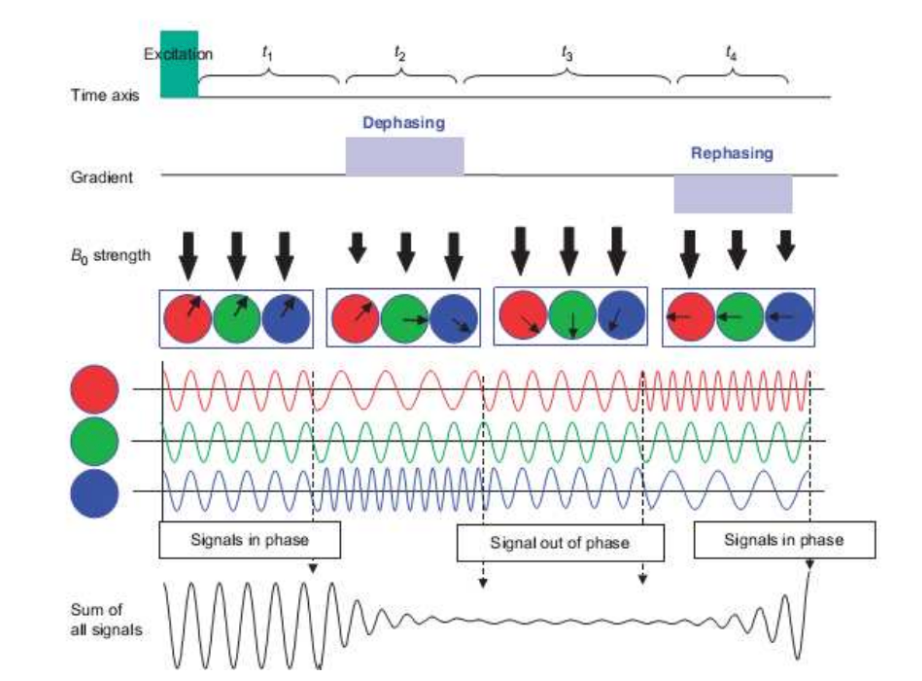 Excitation
t1
t2
t3
t4
Time axis
Dephasing
Rephasing
Gradient
B0 strength
Signals in phase
Signal out of phase
Signals in phase
Sum of
all signals